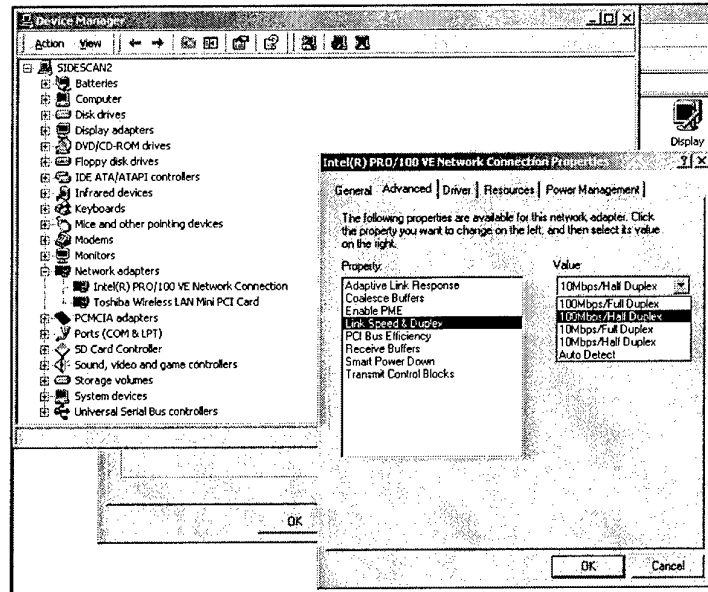 Device Manager
Action View
SIDESCAN2
Batteries
Computer
Disk drives
Display adapters
DVD/CD-ROM drives
Floppy disk drives
IDE ATA/ATAPI controllers
Infrared devices
Keyboards
Mice and other pointing devices
Modems
Monitors
Network adapters
Intel(R) PRO/100 VE Network Connection
Toshiba Wireless LAN Mini PCI Card
PCMCIA adapters
Ports (COM & LPT)
SD Card Controller
Sound, video and game controllers
Storage volumes
System devices
Universal Serial Bus controllers
Display
OK
Intel(R) PRO/100 VE Network Connection Properties
General Advanced Driver Resources Power Management
The following properties are available for this network adapter. Click
the property you want to change on the left, and then select its value
on the right.
Property:
Adaptive Link Response
Coalesce Buffers
Enable PME
Link Speed & Duplex
PCI Bus Efficiency
Receive Buffers
Smart Power Down
Transmit Control Blocks
Value:
10Mbps/Half Duplex
100Mbps/Full Duplex
100Mbps/Half Duplex
10Mbps/Full Duplex
10Mbps/Half Duplex
Auto Detect
OK Cancel